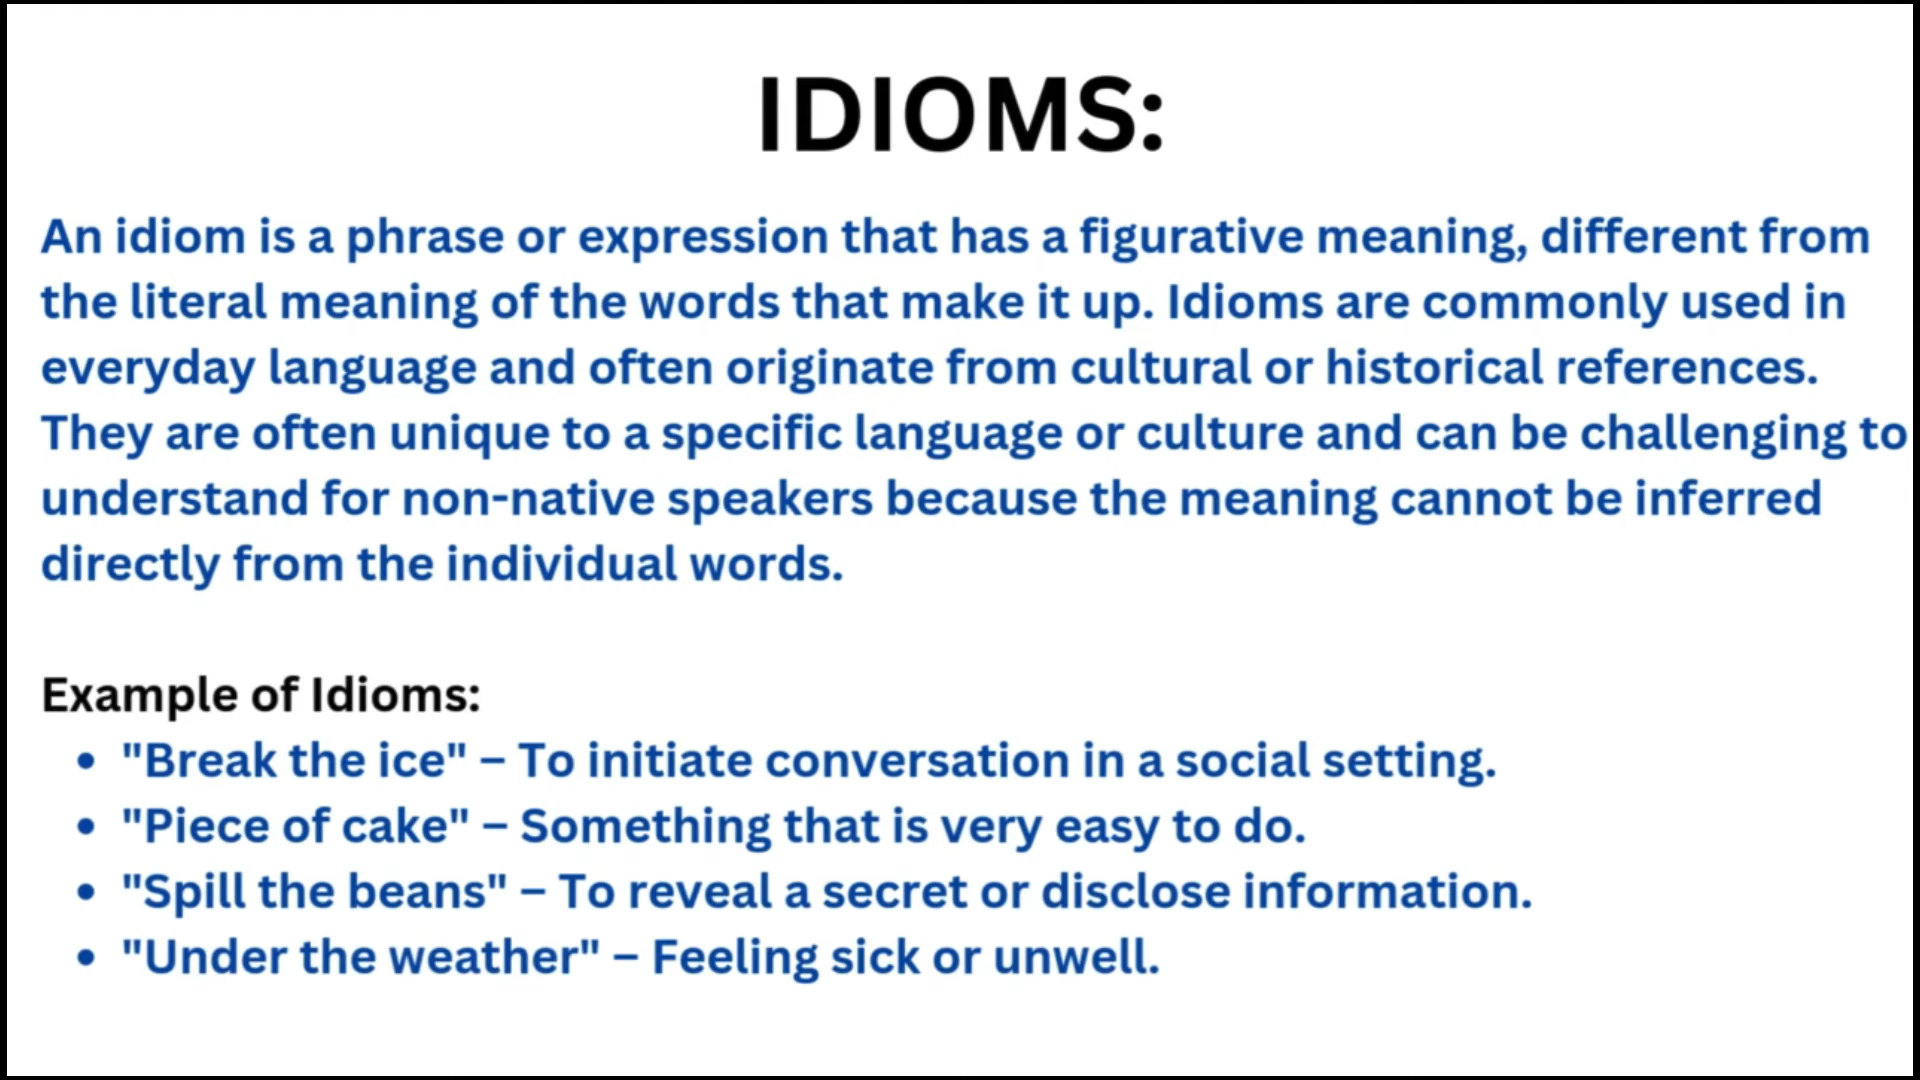 IDIOMS:
An idiom is a phrase or expression that has a figurative meaning, different from
the literal meaning of the words that make it up. Idioms are commonly used in
everyday language and often originate from cultural or historical references.
They are often unique to a specific language or culture and can be challenging to
understand for non-native speakers because the meaning cannot be inferred
directly from the individual words.
Example of Idioms:
• "Break the ice" – To initiate conversation in a social setting.
• "Piece of cake" – Something that is very easy to do.
• "Spill the beans" – To reveal a secret or disclose information.
• "Under the weather" – Feeling sick or unwell.